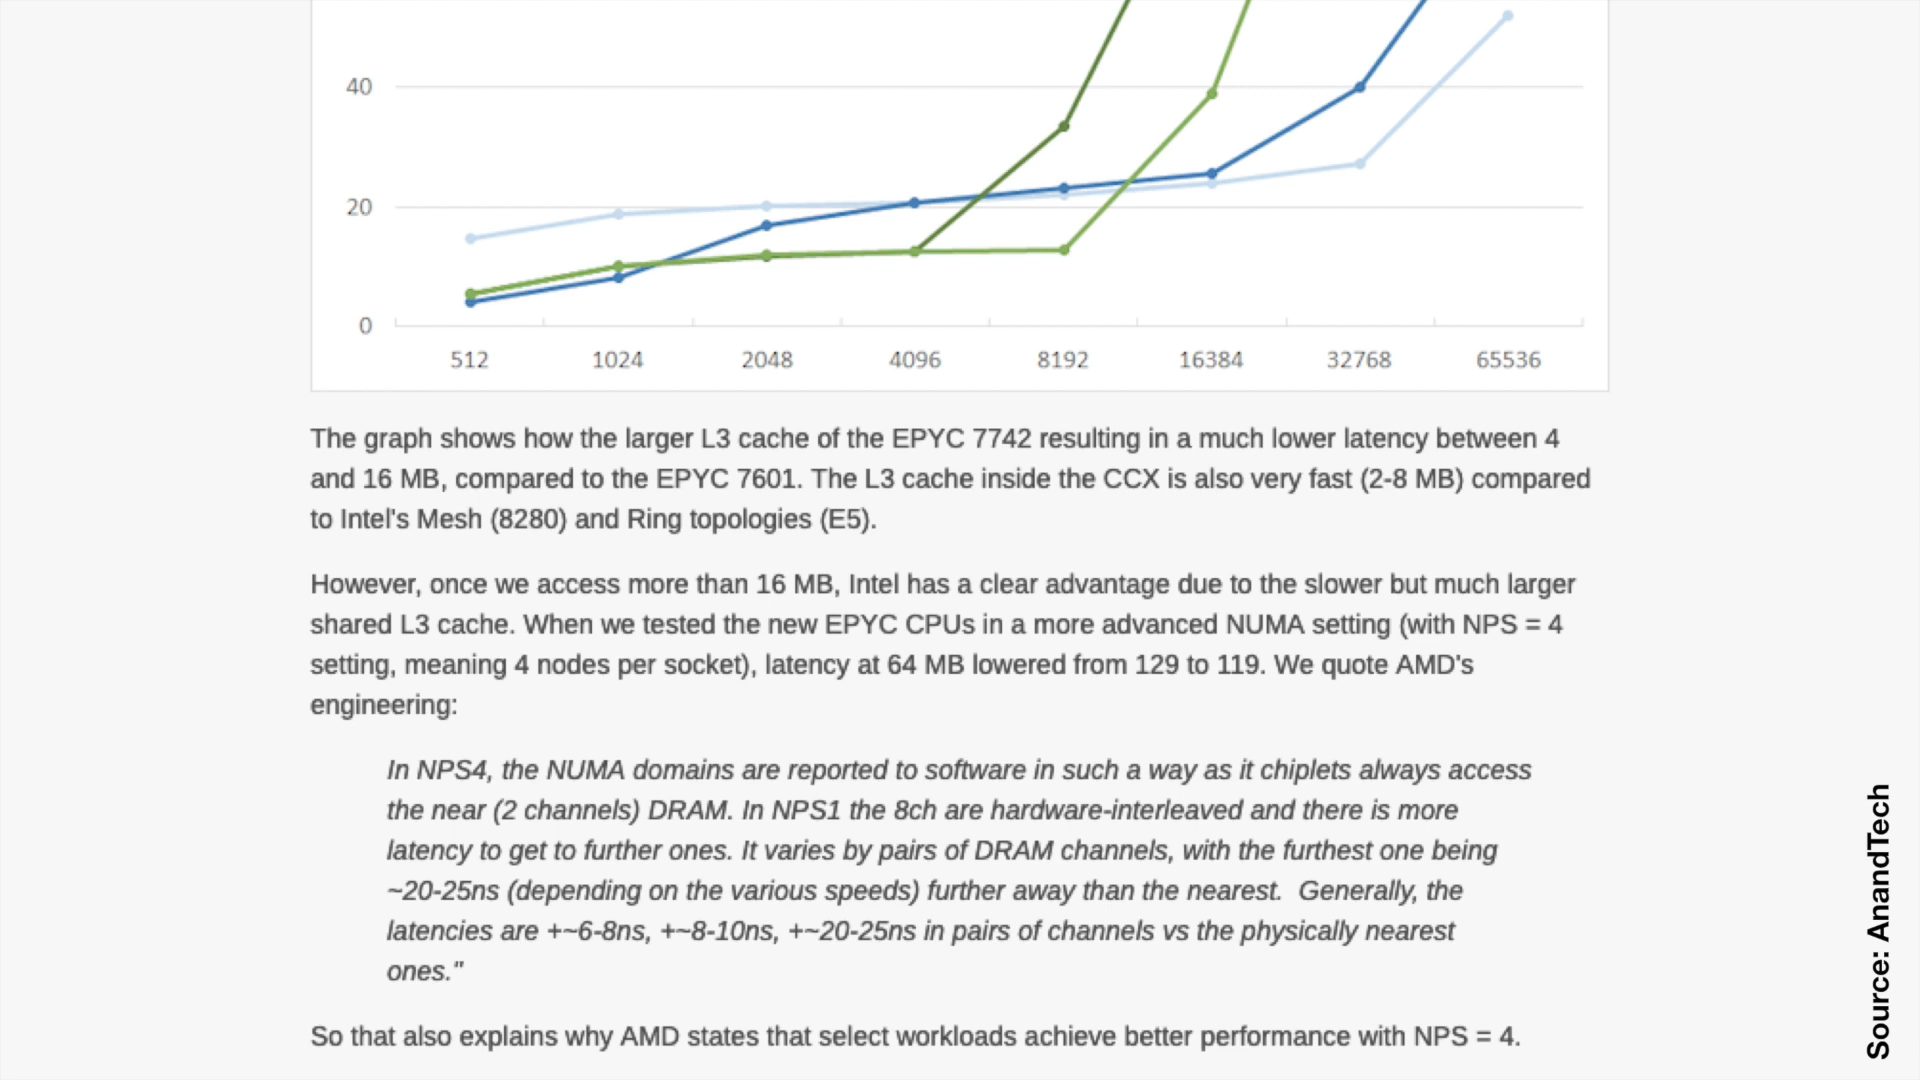 40
20
0
512 1024 2048 4096 8192 16384 32768 65536
The graph shows how the larger L3 cache of the EPYC 7742 resulting in a much lower latency between 4
and 16 MB, compared to the EPYC 7601. The L3 cache inside the CCX is also very fast (2-8 MB) compared
to Intel's Mesh (8280) and Ring topologies (E5).
However, once we access more than 16 MB, Intel has a clear advantage due to the slower but much larger
shared L3 cache. When we tested the new EPYC CPUs in a more advanced NUMA setting (with NPS = 4
setting, meaning 4 nodes per socket), latency at 64 MB lowered from 129 to 119. We quote AMD's
engineering:
In NPS4, the NUMA domains are reported to software in such a way as it chiplets always access
the near (2 channels) DRAM. In NPS1 the 8ch are hardware-interleaved and there is more
latency to get to further ones. It varies by pairs of DRAM channels, with the furthest one being
~20-25ns (depending on the various speeds) further away than the nearest.  Generally, the
latencies are +~6-8ns, +~8-10ns, +~20-25ns in pairs of channels vs the physically nearest
ones."
So that also explains why AMD states that select workloads achieve better performance with NPS = 4.
Source: AnandTech